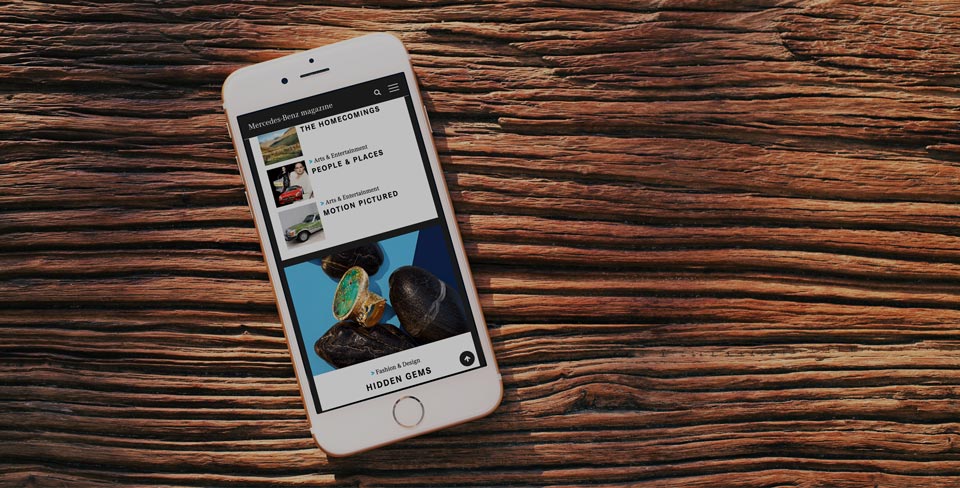 Mercedes-Benz magazine
THE HOMECOMINGS
> Arts & Entertainment
PEOPLE & PLACES
> Arts & Entertainment
MOTION PICTURED
> Fashion & Design
HIDDEN GEMS